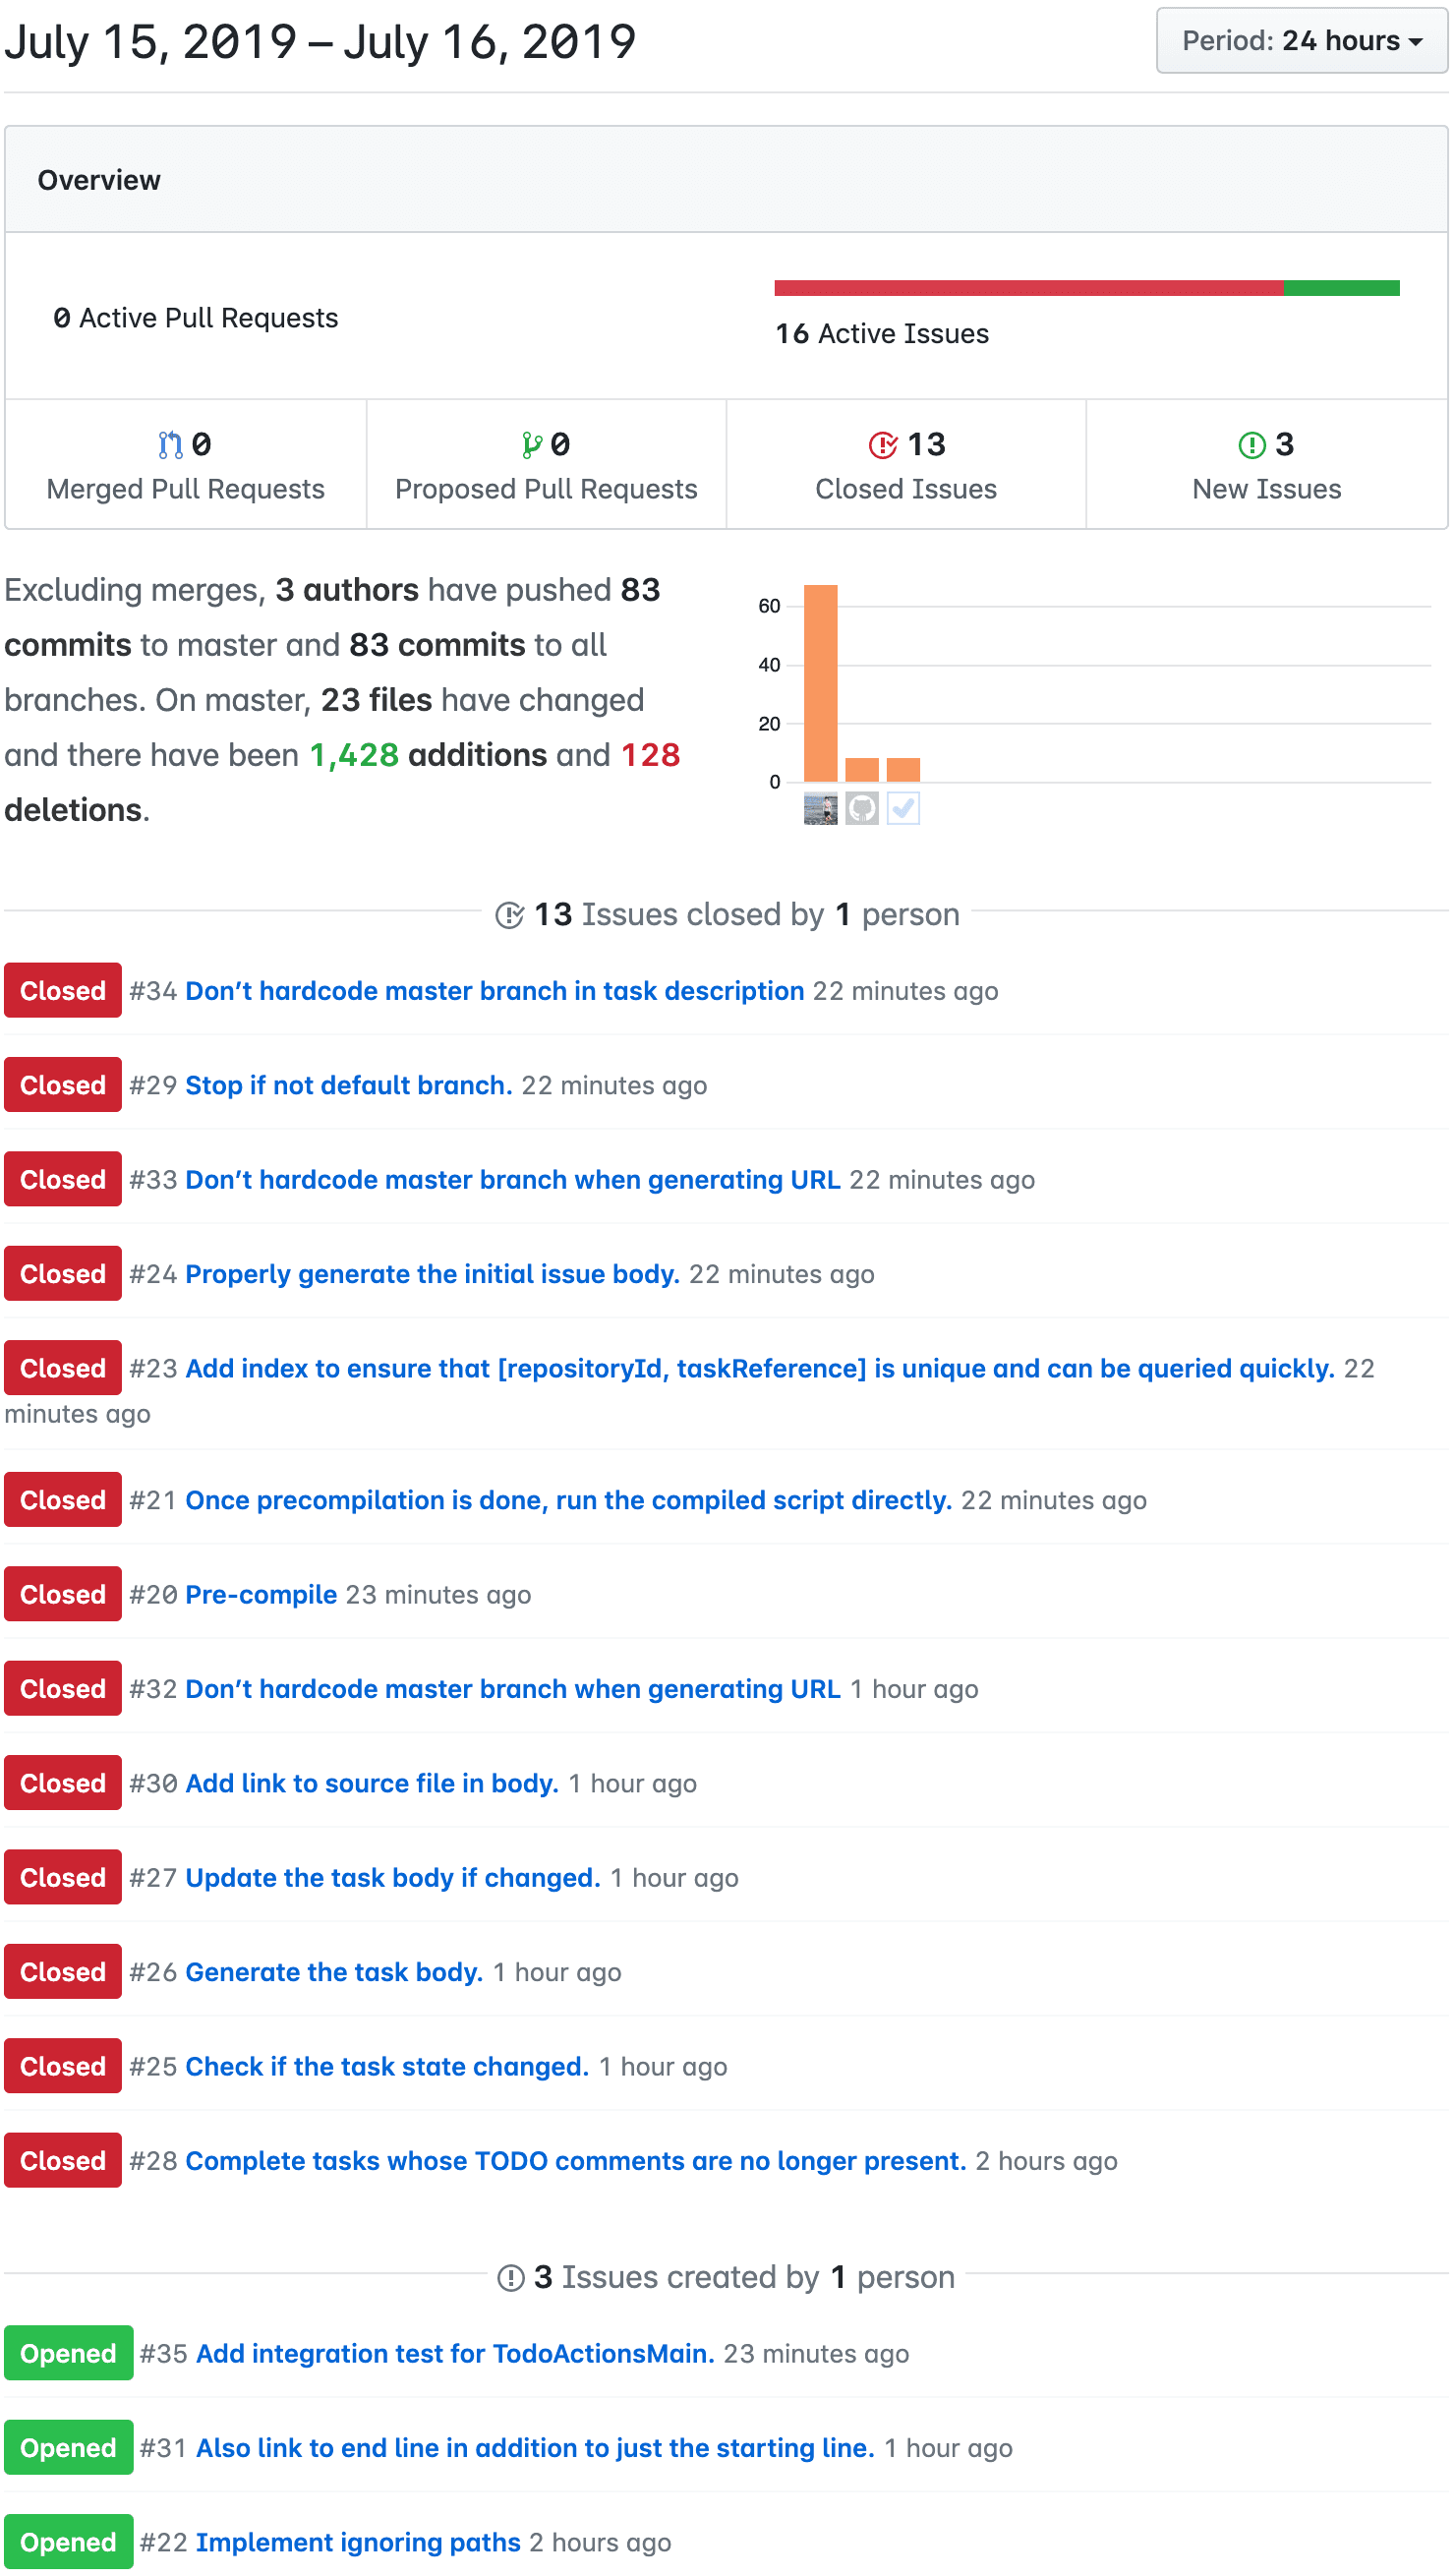 July 15, 2019 – July 16, 2019
Period: 24 hours
Overview
0 Active Pull Requests
16 Active Issues
0
Merged Pull Requests
0
Proposed Pull Requests
13
Closed Issues
3
New Issues
Excluding merges, 3 authors have pushed 83
commits to master and 83 commits to all
branches. On master, 23 files have changed
and there have been 1,428 additions and 128
deletions.
60
40
20
0
13 Issues closed by 1 person
Closed #34 Don’t hardcode master branch in task description 22 minutes ago
Closed #29 Stop if not default branch. 22 minutes ago
Closed #33 Don’t hardcode master branch when generating URL 22 minutes ago
Closed #24 Properly generate the initial issue body. 22 minutes ago
Closed #23 Add index to ensure that [repositoryId, taskReference] is unique and can be queried quickly. 22
minutes ago
Closed #21 Once precompilation is done, run the compiled script directly. 22 minutes ago
Closed #20 Pre-compile 23 minutes ago
Closed #32 Don’t hardcode master branch when generating URL 1 hour ago
Closed #30 Add link to source file in body. 1 hour ago
Closed #27 Update the task body if changed. 1 hour ago
Closed #26 Generate the task body. 1 hour ago
Closed #25 Check if the task state changed. 1 hour ago
Closed #28 Complete tasks whose TODO comments are no longer present. 2 hours ago
3 Issues created by 1 person
Opened #35 Add integration test for TodoActionsMain. 23 minutes ago
Opened #31 Also link to end line in addition to just the starting line. 1 hour ago
Opened #22 Implement ignoring paths 2 hours ago